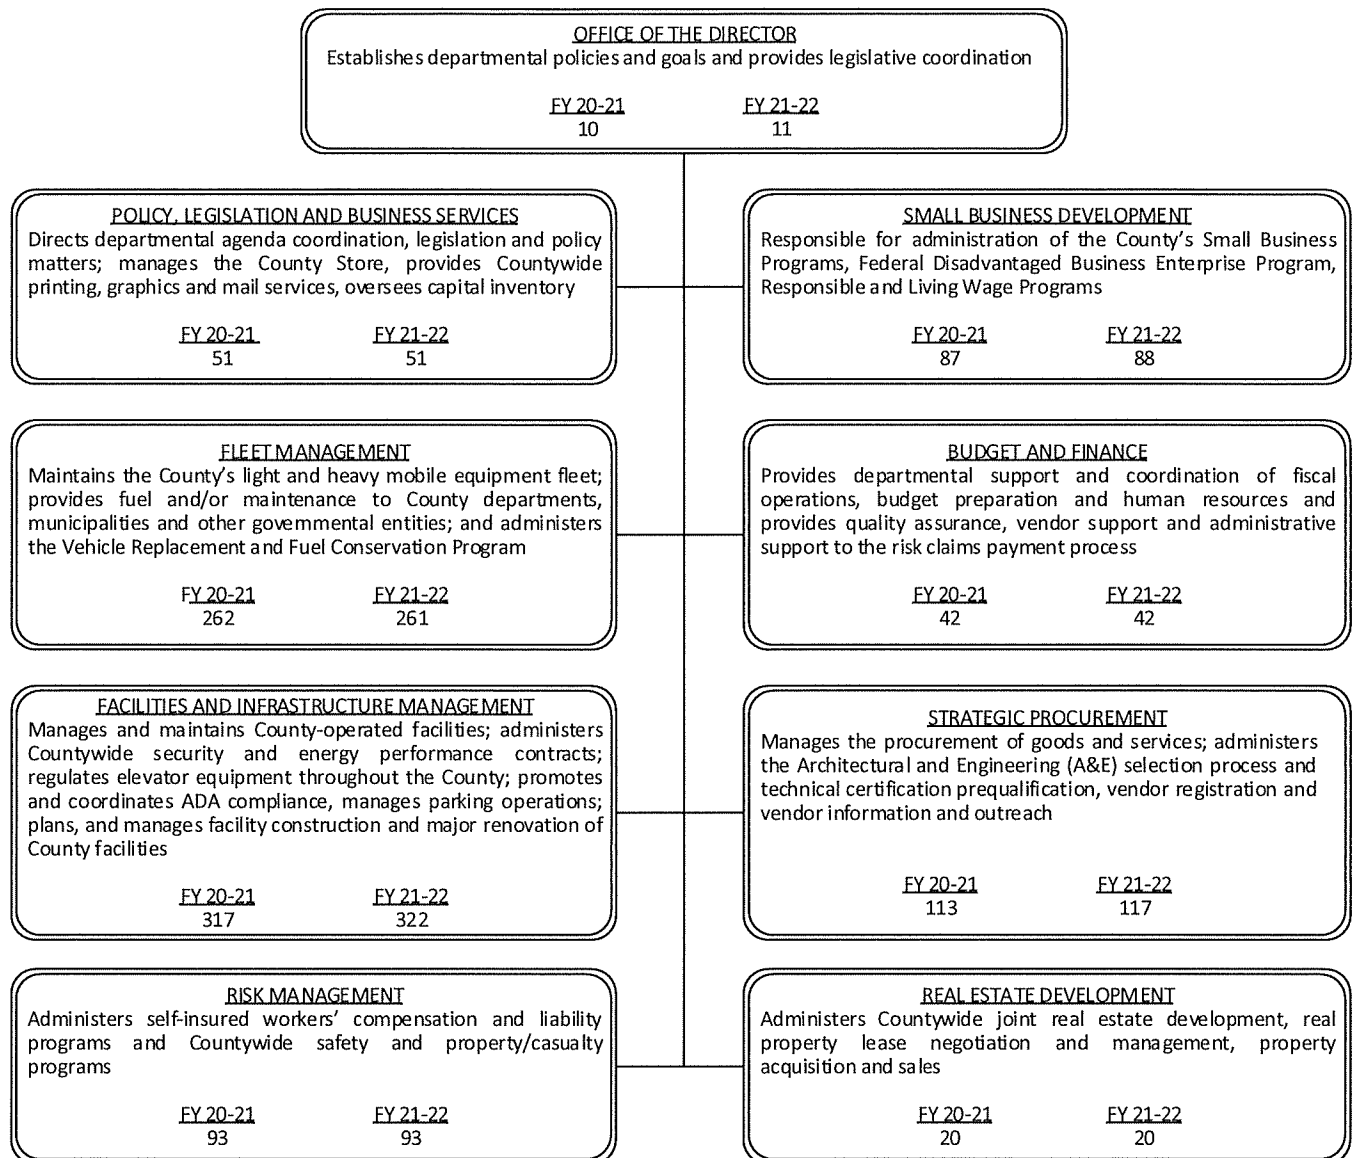 OFFICE OF THE DIRECTOR
Establishes departmental policies and goals and provides legislative coordination
FY 20-21 FY 21-22
10 11
POLICY, LEGISLATION AND BUSINESS SERVICES
Directs departmental agenda coordination, legislation and policy
matters; manages the County Store, provides Countywide
printing, graphics and mail services, oversees capital inventory
FY 20-21 FY 21-22
51 51
SMALL BUSINESS DEVELOPMENT
Responsible for administration of the County's Small Business
Programs, Federal Disadvantaged Business Enterprise Program,
Responsible and Living Wage Programs
FY 20-21 FY 21-22
87 88
FLEET MANAGEMENT
Maintains the County's light and heavy mobile equipment fleet;
provides fuel and/or maintenance to County departments,
municipalities and other governmental entities; and administers
the Vehicle Replacement and Fuel Conservation Program
FY 20-21 FY 21-22
262 261
BUDGET AND FINANCE
Provides departmental support and coordination of fiscal
operations, budget preparation and human resources and
provides quality assurance, vendor support and administrative
support to the risk claims payment process
FY 20-21 FY 21-22
42 42
FACILITIES AND INFRASTRUCTURE MANAGEMENT
Manages and maintains County-operated facilities; administers
Countywide security and energy performance contracts;
regulates elevator equipment throughout the County; promotes
and coordinates ADA compliance, manages parking operations;
plans, and manages facility construction and major renovation of
County facilities
FY 20-21 FY 21-22
317 322
STRATEGIC PROCUREMENT
Manages the procurement of goods and services; administers
the Architectural and Engineering (A&E) selection process and
technical certification prequalification, vendor registration and
vendor information and outreach
FY 20-21 FY 21-22
113 117
RISK MANAGEMENT
Administers self-insured workers' compensation and liability
programs and Countywide safety and property/casualty
programs
FY 20-21 FY 21-22
93 93
REAL ESTATE DEVELOPMENT
Administers Countywide joint real estate development, real
property lease negotiation and management, property
acquisition and sales
FY 20-21 FY 21-22
20 20